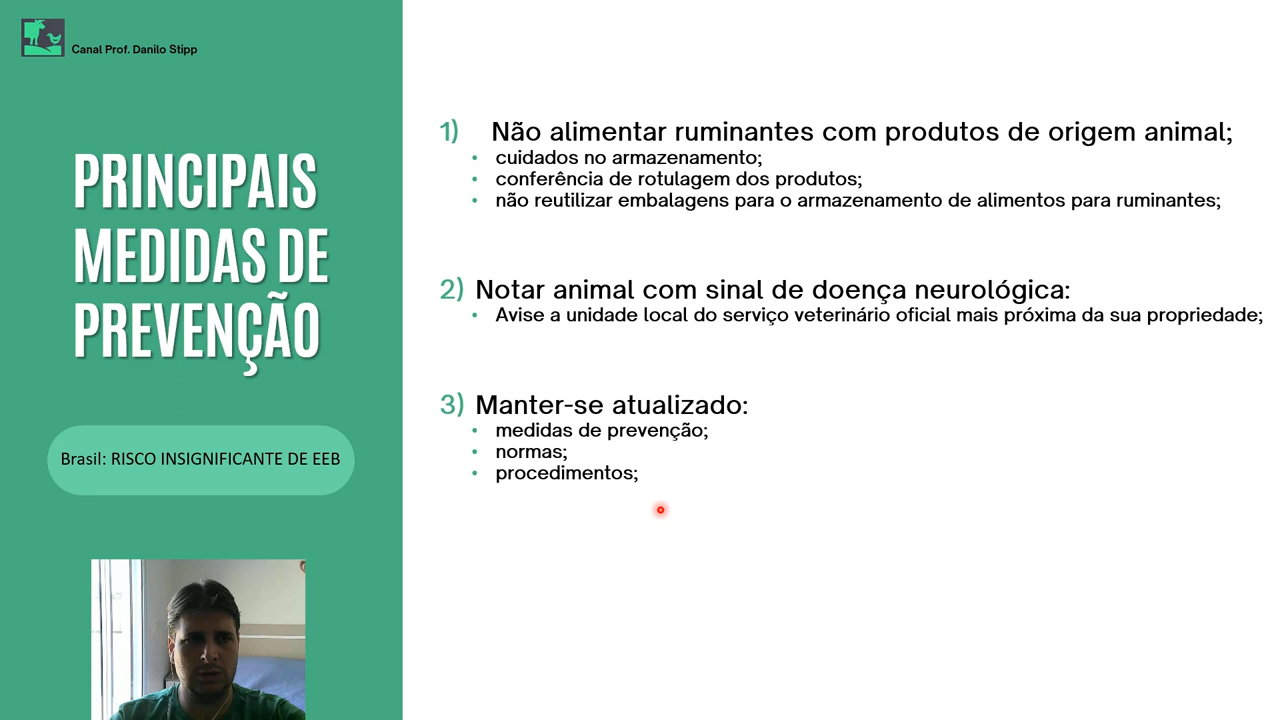 Canal Prof. Danilo Stipp
PRINCIPAIS
MEDIDAS DE
PREVENÇÃO
Brasil: RISCO INSIGNIFICANTE DE EEB
1) Não alimentar ruminantes com produtos de origem animal;
• cuidados no armazenamento;
• conferência de rotulagem dos produtos;
• não reutilizar embalagens para o armazenamento de alimentos para ruminantes;
2) Notar animal com sinal de doença neurológica:
• Avise a unidade local do serviço veterinário oficial mais próxima da sua propriedade;
3) Manter-se atualizado:
• medidas de prevenção;
• normas;
• procedimentos;